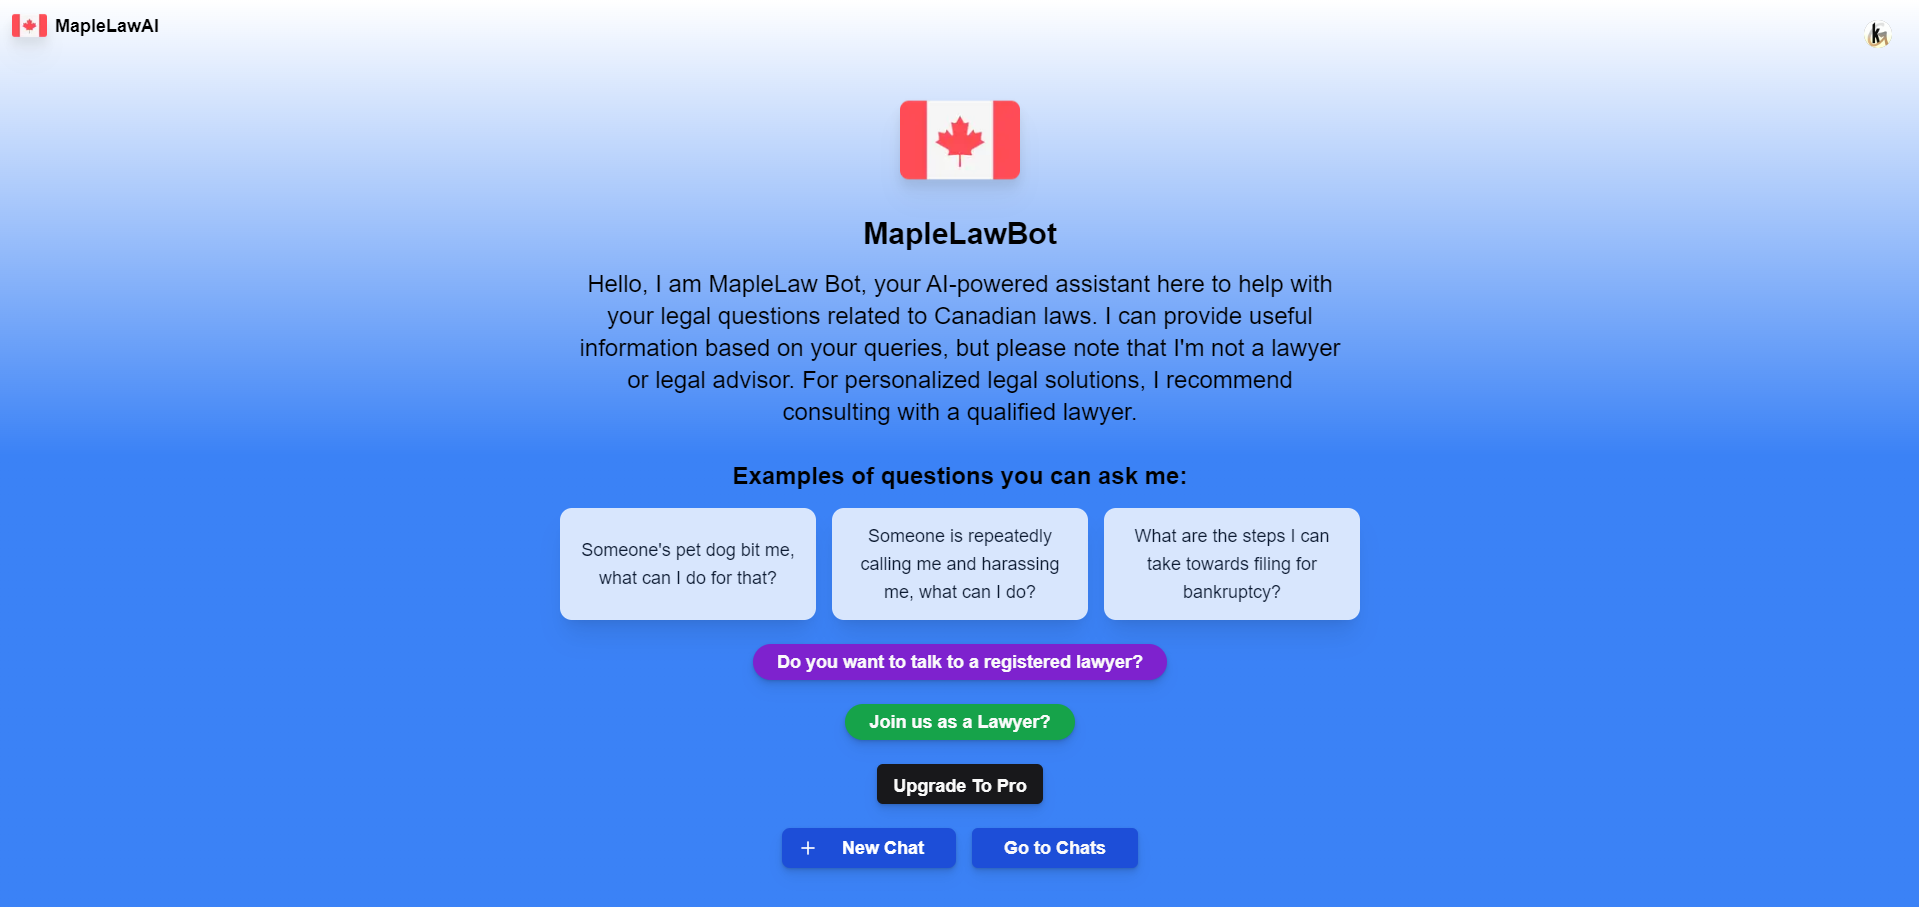 MapleLawAI
MapleLawBot
Hello, I am MapleLaw Bot, your AI-powered assistant here to help with
your legal questions related to Canadian laws. I can provide useful
information based on your queries, but please note that I'm not a lawyer
or legal advisor. For personalized legal solutions, I recommend
consulting with a qualified lawyer.
Examples of questions you can ask me:
Someone's pet dog bit me,
what can I do for that?
Someone is repeatedly
calling me and harassing
me, what can I do?
What are the steps I can
take towards filing for
bankruptcy?
Do you want to talk to a registered lawyer?
Join us as a Lawyer?
Upgrade To Pro
+ New Chat
Go to Chats